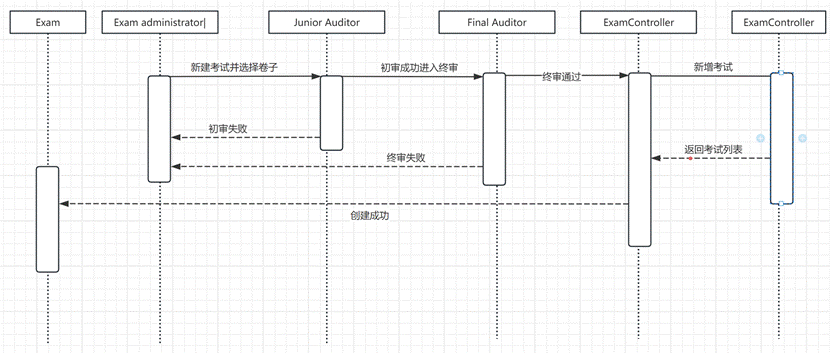 Exam
Exam administrator
Junior Auditor
Final Auditor
ExamController
ExamController
新建考试并选择卷子
初审成功进入终审
终审通过
新增考试
初审失败
终审失败
返回考试列表
创建成功